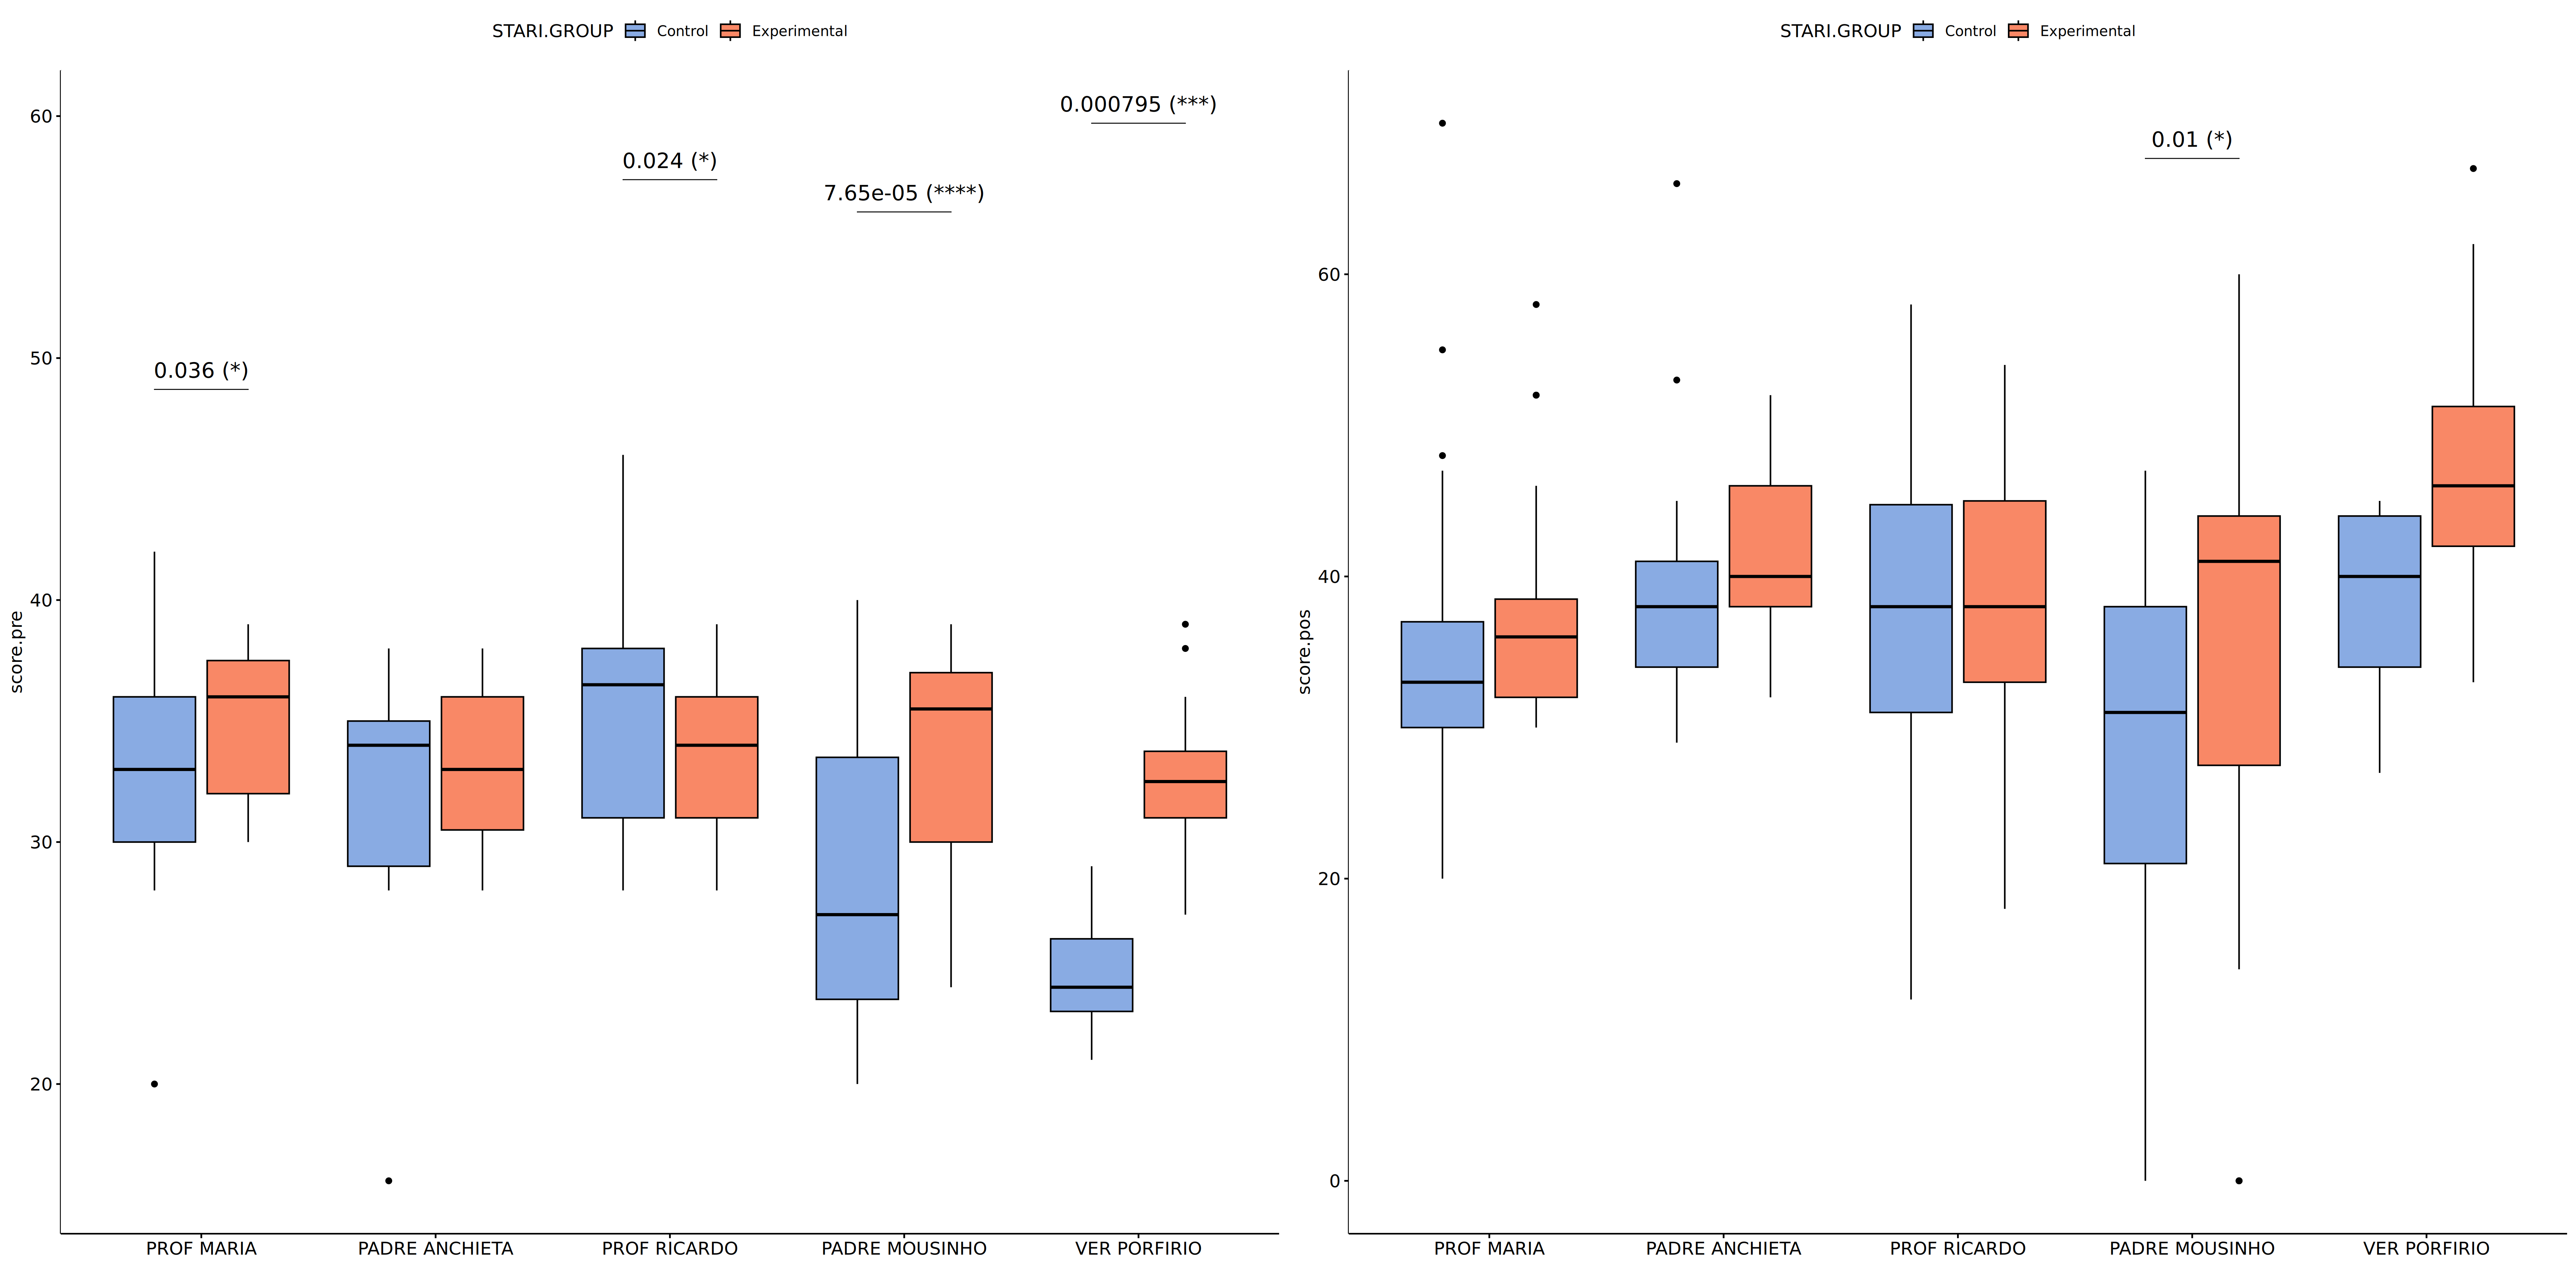 STARI.GROUP Control Experimental
0.000795 (***)
60
0.024 (*)
7.65e-05 (****)
0.036 (*)
50
40
score.pre
30
20
PROF MARIA PADRE ANCHIETA PROF RICARDO PADRE MOUSINHO VER PORFIRIO
STARI.GROUP Control Experimental
0.01 (*)
60
40
score.pos
20
0
PROF MARIA PADRE ANCHIETA PROF RICARDO PADRE MOUSINHO VER PORFIRIO